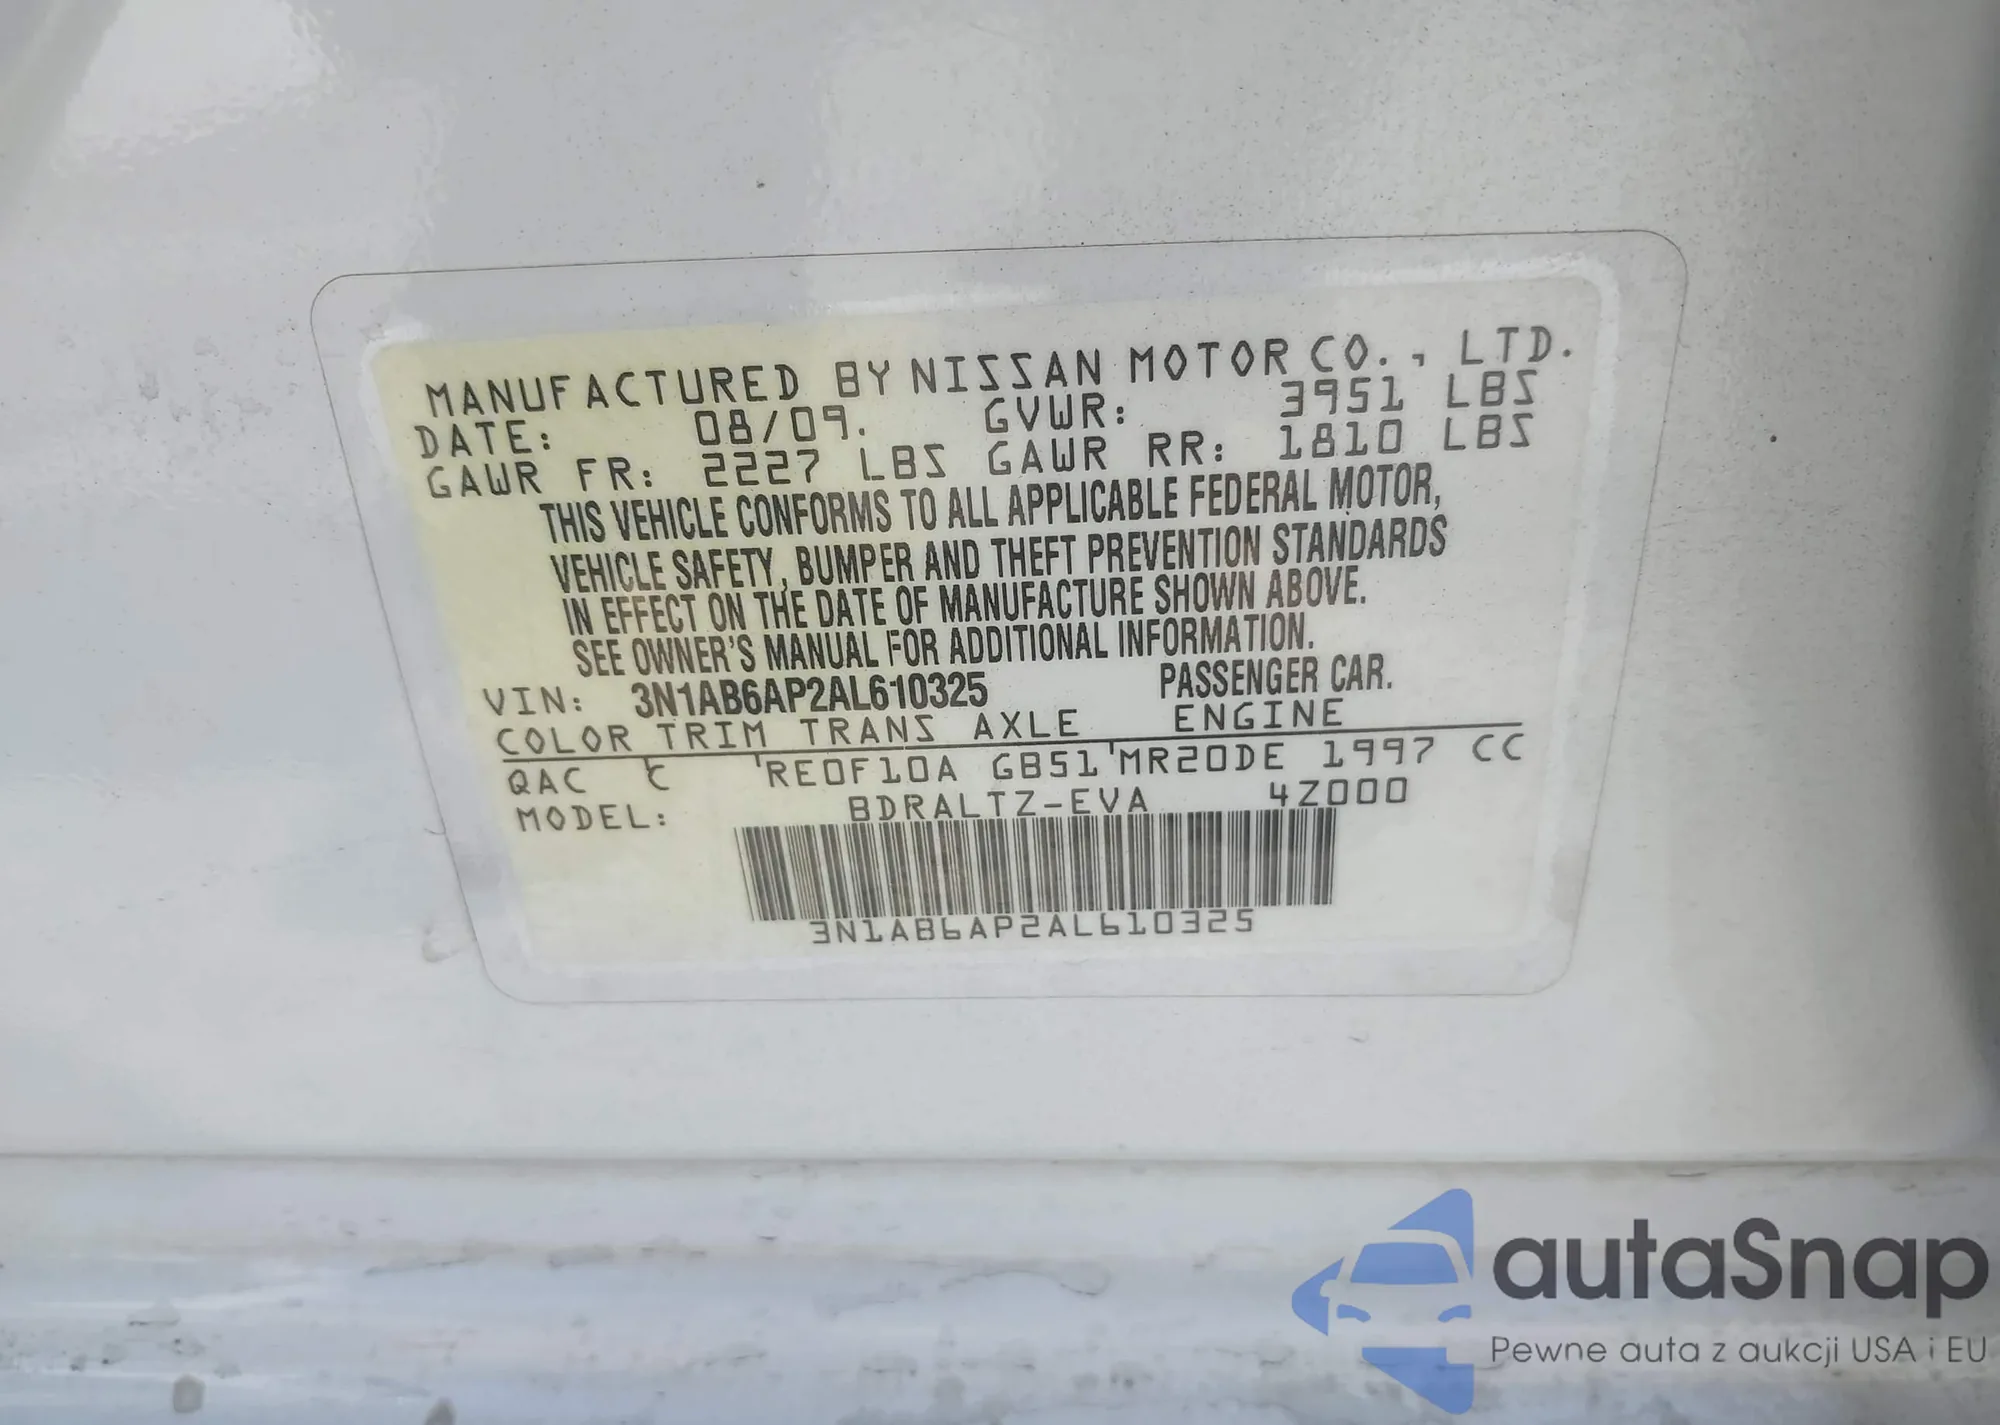 MANUFACTURED BY NISSAN MOTOR CO., LTD.
DATE: 08/09. GVWR: 3951 LBS
GAWR FR: 2227 LBS GAWR RR: 1810 LBS
THIS VEHICLE CONFORMS TO ALL APPLICABLE FEDERAL MOTOR,
VEHICLE SAFETY, BUMPER AND THEFT PREVENTION STANDARDS
IN EFFECT ON THE DATE OF MANUFACTURE SHOWN ABOVE.
SEE OWNER'S MANUAL FOR ADDITIONAL INFORMATION.
VIN: 3N1AB6AP2AL610325 PASSENGER CAR.
COLOR TRIM TRANS AXLE ENGINE
QAC C RE0F10A GB51 MR20DE 1997 CC
MODEL: BDRALTZ-EVA 4Z000
3N1AB6AP2AL610325
autaSnap
Pewne auta z aukcji USA i EU